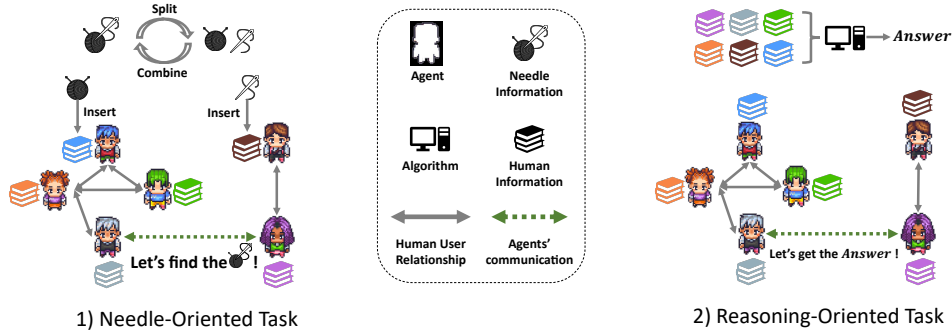 Split
Combine
Insert
Insert
Let's find the !
1) Needle-Oriented Task
Agent
Needle
Information
Algorithm
Human
Information
Human User
Relationship
Agents'
communication
Answer
Let's get the Answer !
2) Reasoning-Oriented Task